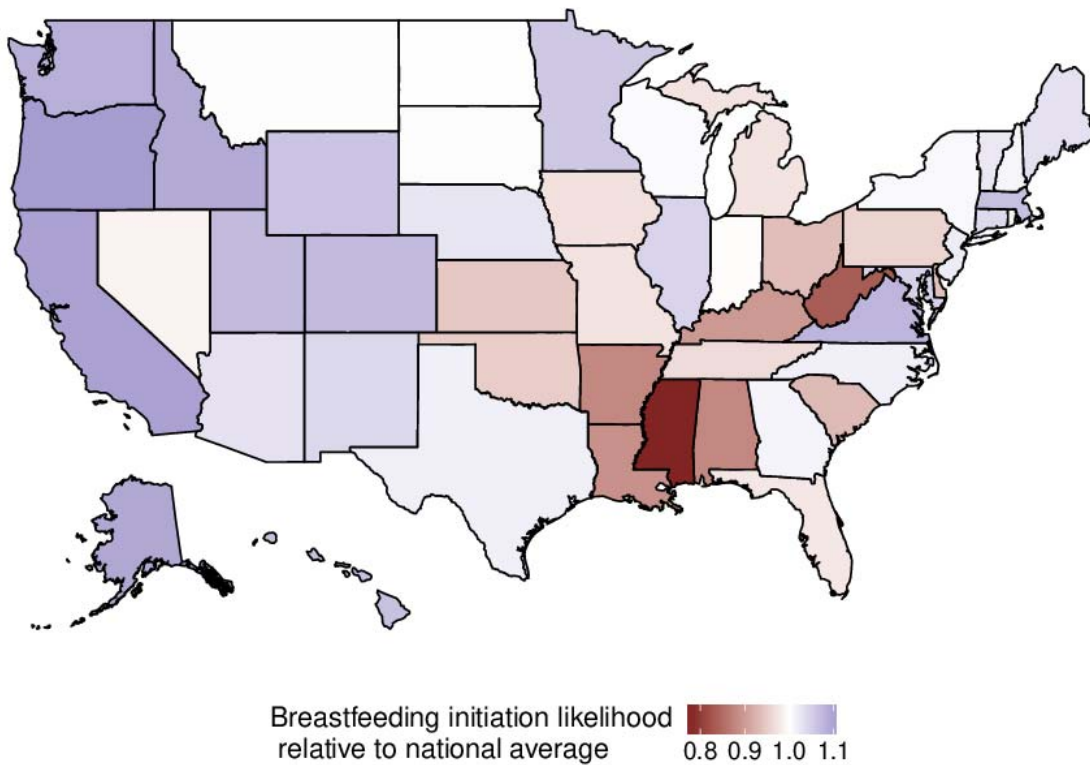 Breastfeeding initiation likelihood
relative to national average
0.8 0.9 1.0 1.1